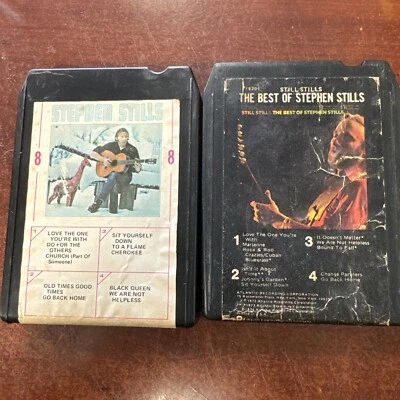 STEPHEN STILLS
8
8
1
LOVE THE ONE
YOU'RE WITH
DO FOR THE
OTHERS
CHURCH (Part Of
Someone)
3
SIT YOURSELF
DOWN
TO A FLAME
CHEROKEE
OLD TIMES GOOD
TIMES
GO BACK HOME
4
BLACK QUEEN
WE ARE NOT
HELPLESS
STILL STILLS
THE BEST OF STEPHEN STILLS
STILL STILLS THE BEST OF STEPHEN STILLS
1
Love The One You're
With
Marianne
Rock & Roll
Crazies/Cuban
Bluegrass
3
It Doesn't Matter
We Are Not Helpless
Bound To Fall
2
Isn't It About
Time
Johnny's Garden
Sit Yourself Down
4
Change Partners
Go Back Home
ATLANTIC RECORDING CORPORATION